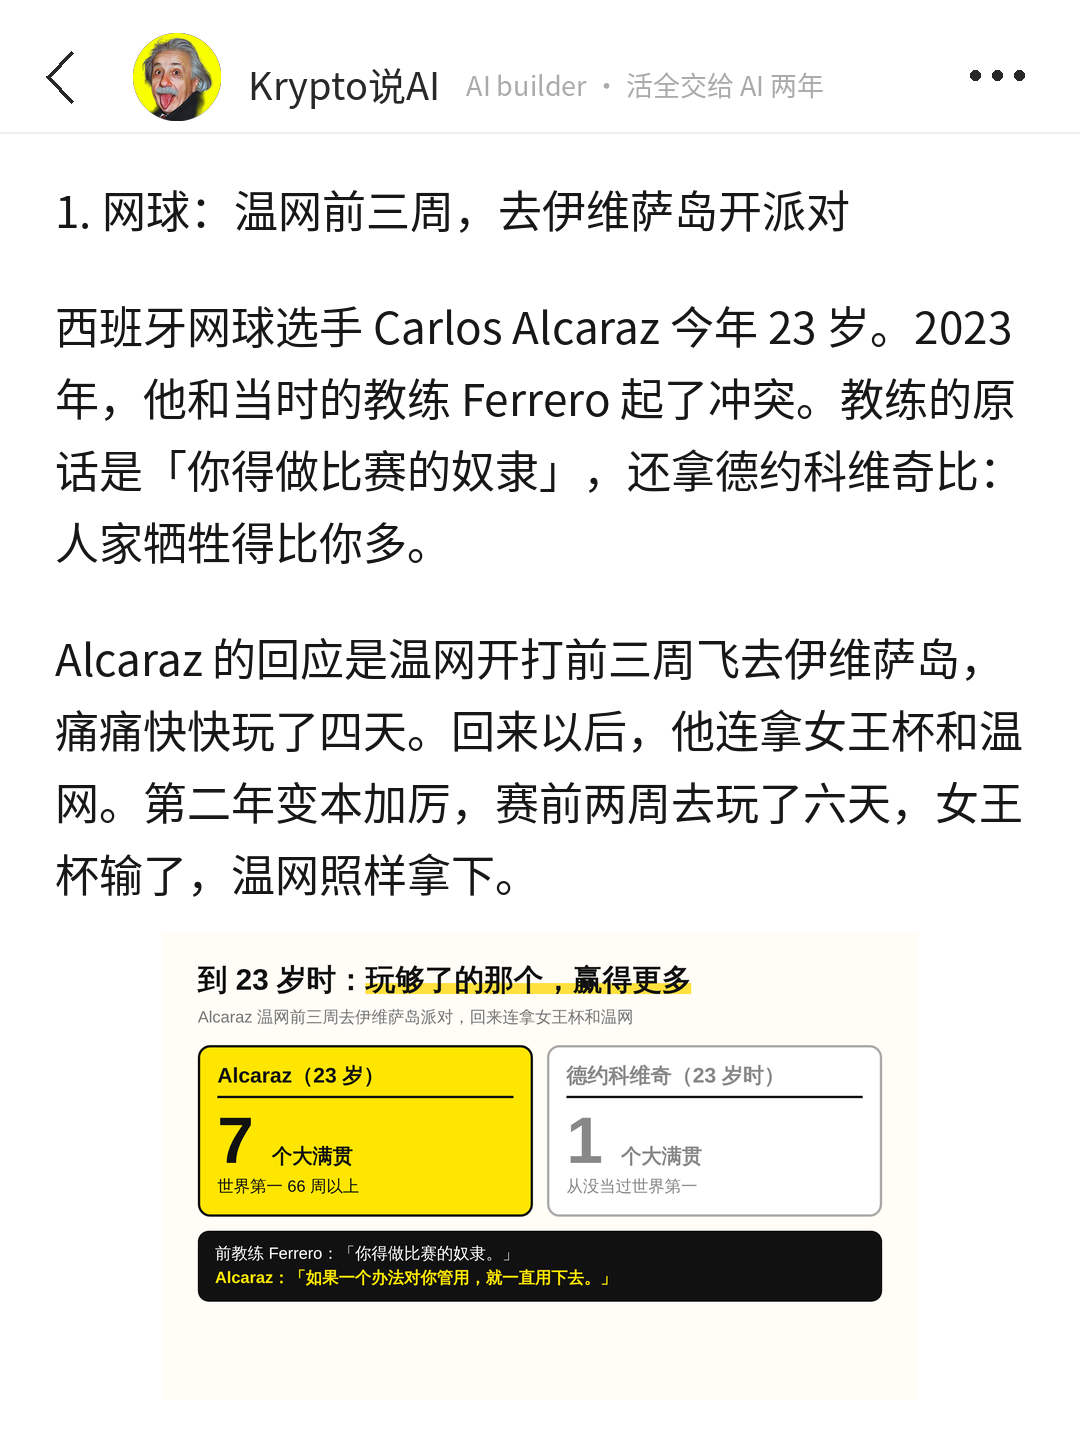 Krypto说AI AI builder · 活全交给 AI 两年
1. 网球：温网前三周，去伊维萨岛开派对
西班牙网球选手 Carlos Alcaraz 今年 23 岁。2023
年，他和当时的教练 Ferrero 起了冲突。教练的原
话是「你得做比赛的奴隶」，还拿德约科维奇比：
人家牺牲得比你多。
Alcaraz 的回应是温网开打前三周飞去伊维萨岛，
痛痛快快玩了四天。回来以后，他连拿女王杯和温
网。第二年变本加厉，赛前两周去玩了六天，女王
杯输了，温网照样拿下。
到 23 岁时：玩够了的那个，赢得更多
Alcaraz 温网前三周去伊维萨岛派对，回来连拿女王杯和温网
Alcaraz（23 岁）
7 个大满贯
世界第一 66 周以上
德约科维奇（23 岁时）
1 个大满贯
从没当过世界第一
前教练 Ferrero：「你得做比赛的奴隶。」
Alcaraz：「如果一个办法对你管用，就一直用下去。」